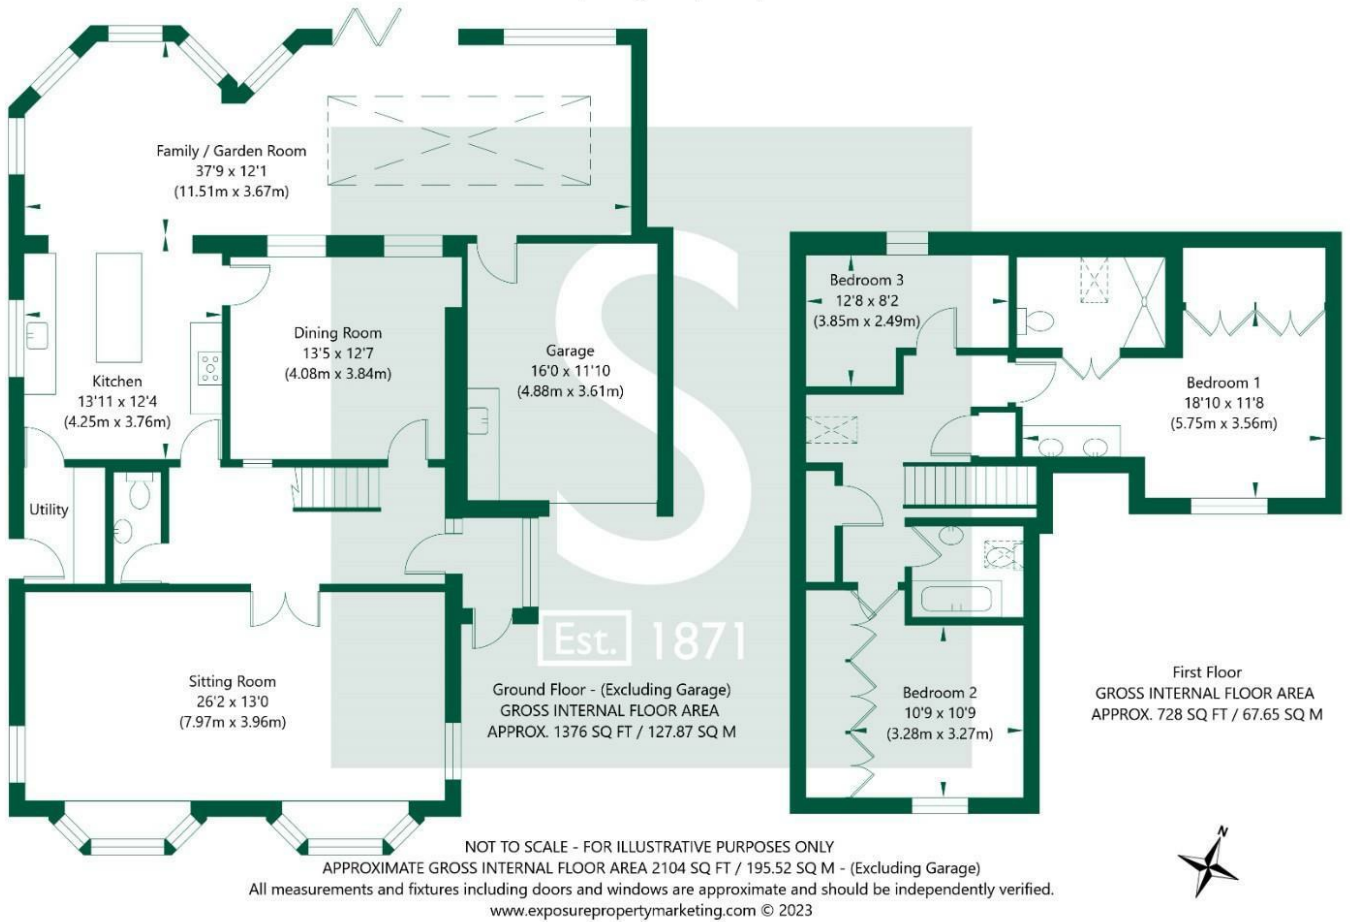 Family / Garden Room
37'9 x 12'1
(11.51m x 3.67m)
Kitchen
13'11 x 12'4
(4.25m x 3.76m)
Dining Room
13'5 x 12'7
(4.08m x 3.84m)
Garage
16'0 x 11'10
(4.88m x 3.61m)
Utility
Sitting Room
26'2 x 13'0
(7.97m x 3.96m)
S
Est. 1871
Ground Floor - (Excluding Garage)
GROSS INTERNAL FLOOR AREA
APPROX. 1376 SQ FT / 127.87 SQ M
Bedroom 3
12'8 x 8'2
(3.85m x 2.49m)
Bedroom 1
18'10 x 11'8
(5.75m x 3.56m)
Bedroom 2
10'9 x 10'9
(3.28m x 3.27m)
First Floor
GROSS INTERNAL FLOOR AREA
APPROX. 728 SQ FT / 67.65 SQ M
N
NOT TO SCALE - FOR ILLUSTRATIVE PURPOSES ONLY
APPROXIMATE GROSS INTERNAL FLOOR AREA 2104 SQ FT / 195.52 SQ M - (Excluding Garage)
All measurements and fixtures including doors and windows are approximate and should be independently verified.
www.exposurepropertymarketing.com © 2023